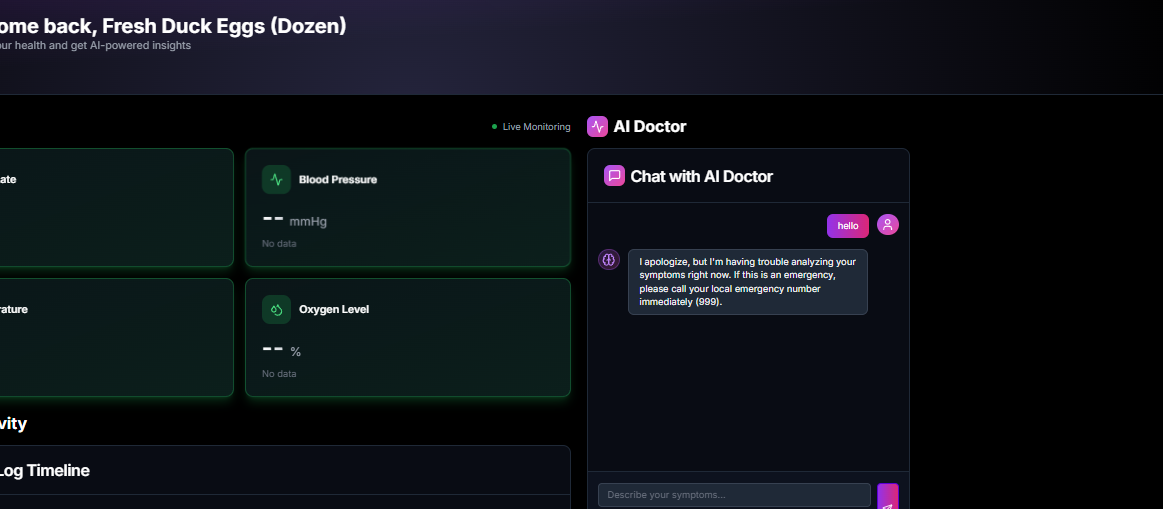 ome back, Fresh Duck Eggs (Dozen)
our health and get AI-powered insights
Live Monitoring
AI Doctor
ate
Blood Pressure
-- mmHg
No data
Chat with AI Doctor
hello
I apologize, but I'm having trouble analyzing your
symptoms right now. If this is an emergency,
please call your local emergency number
immediately (999).
rature
Oxygen Level
-- %
No data
vity
Log Timeline
Describe your symptoms...